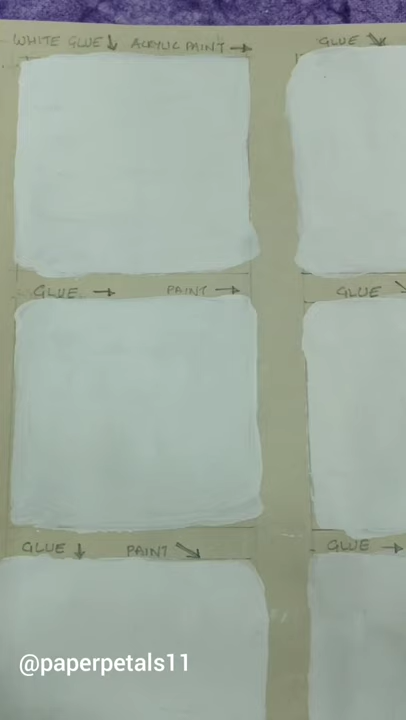 WHITE GLUE ↓ ACRYLIC PAINT →
GLUE ↘
GLUE → PAINT →
GLUE
GLUE ↓ PAINT ↘
GLUE →
@paperpetals11